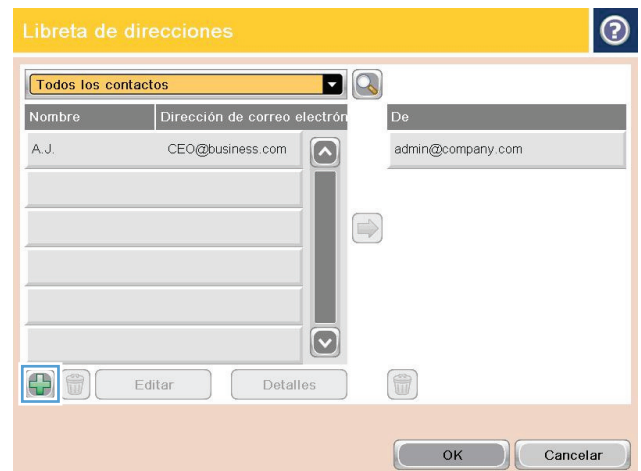 Libreta de direcciones
?
Todos los contactos
Nombre Dirección de correo electrón De
A.J. CEO@business.com admin@company.com
Editar Detalles
OK Cancelar